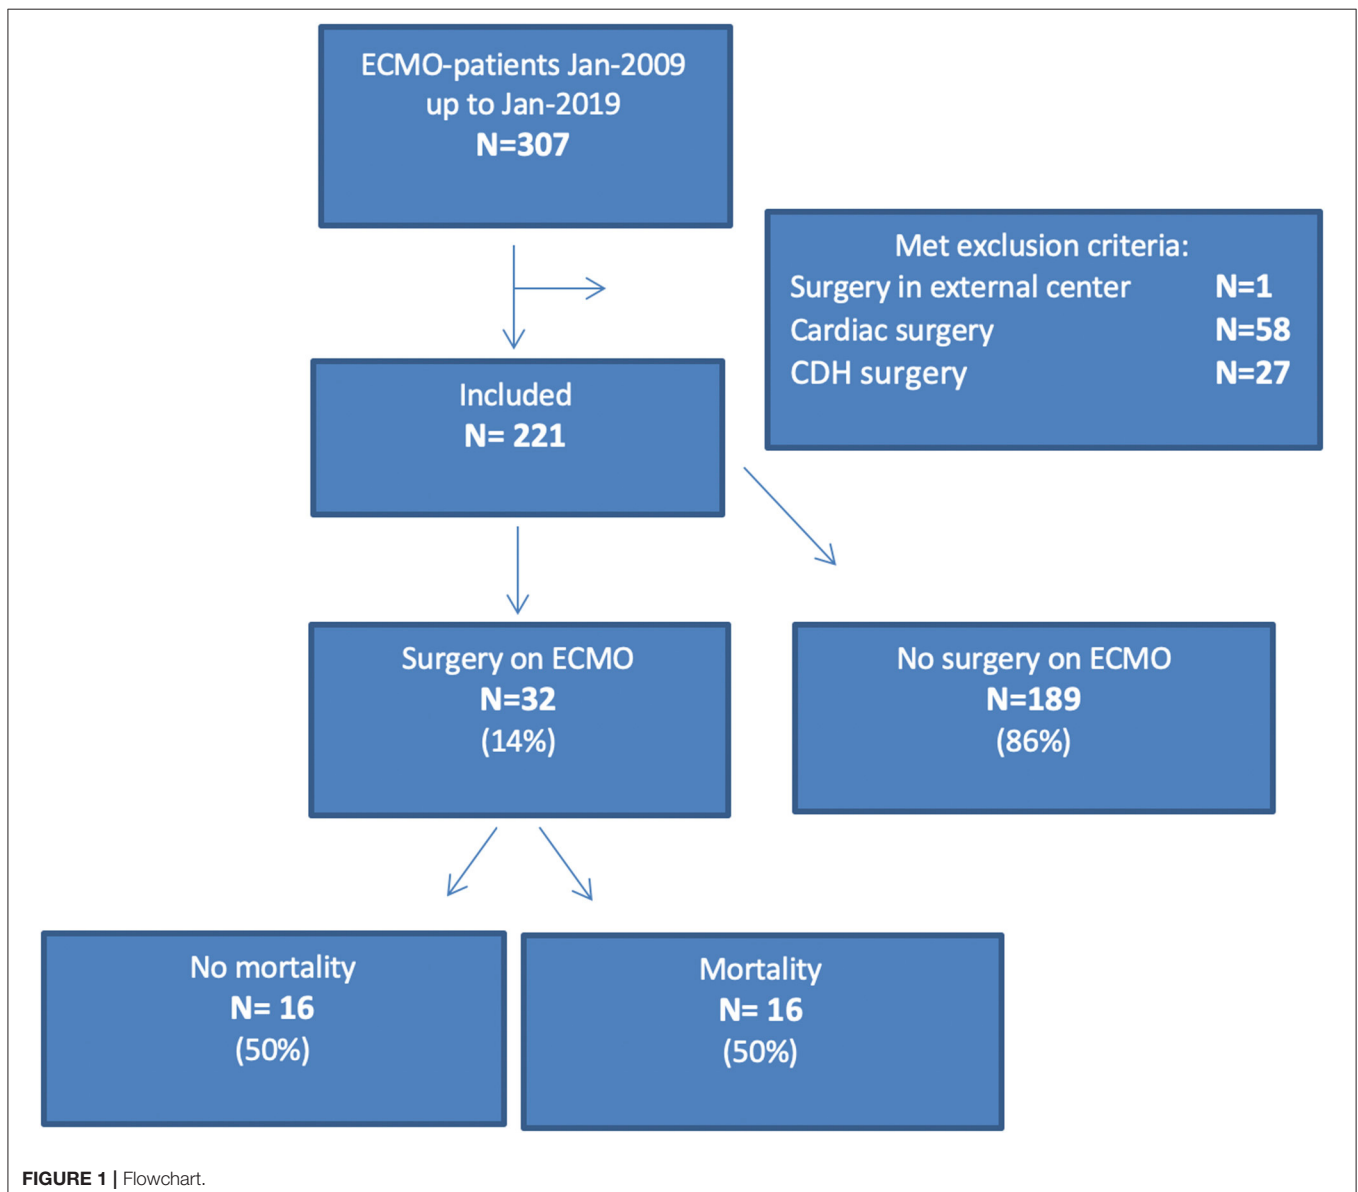 ECMO-patients Jan-2009
up to Jan-2019
N=307
Met exclusion criteria:
Surgery in external center N=1
Cardiac surgery N=58
CDH surgery N=27
Included
N= 221
Surgery on ECMO
N=32
(14%)
No surgery on ECMO
N=189
(86%)
No mortality
N= 16
(50%)
Mortality
N= 16
(50%)
FIGURE 1 | Flowchart.